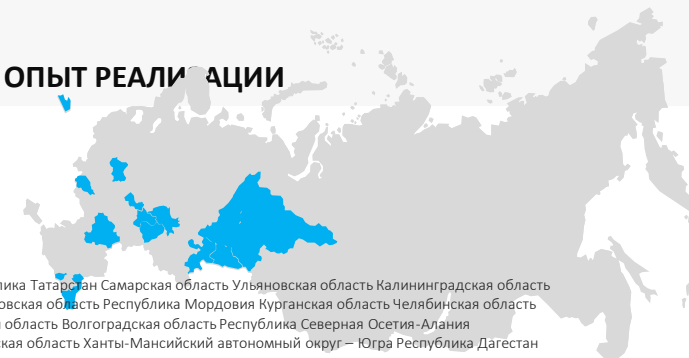 ОПЫТ РЕАЛИЗАЦИИ
Татарстан Самарская область Ульяновская область Калининградская область
область Республика Мордовия Курганская область Челябинская область
область Волгоградская область Республика Северная Осетия-Алания
область Ханты-Мансийский автономный округ – Югра Республика Дагестан